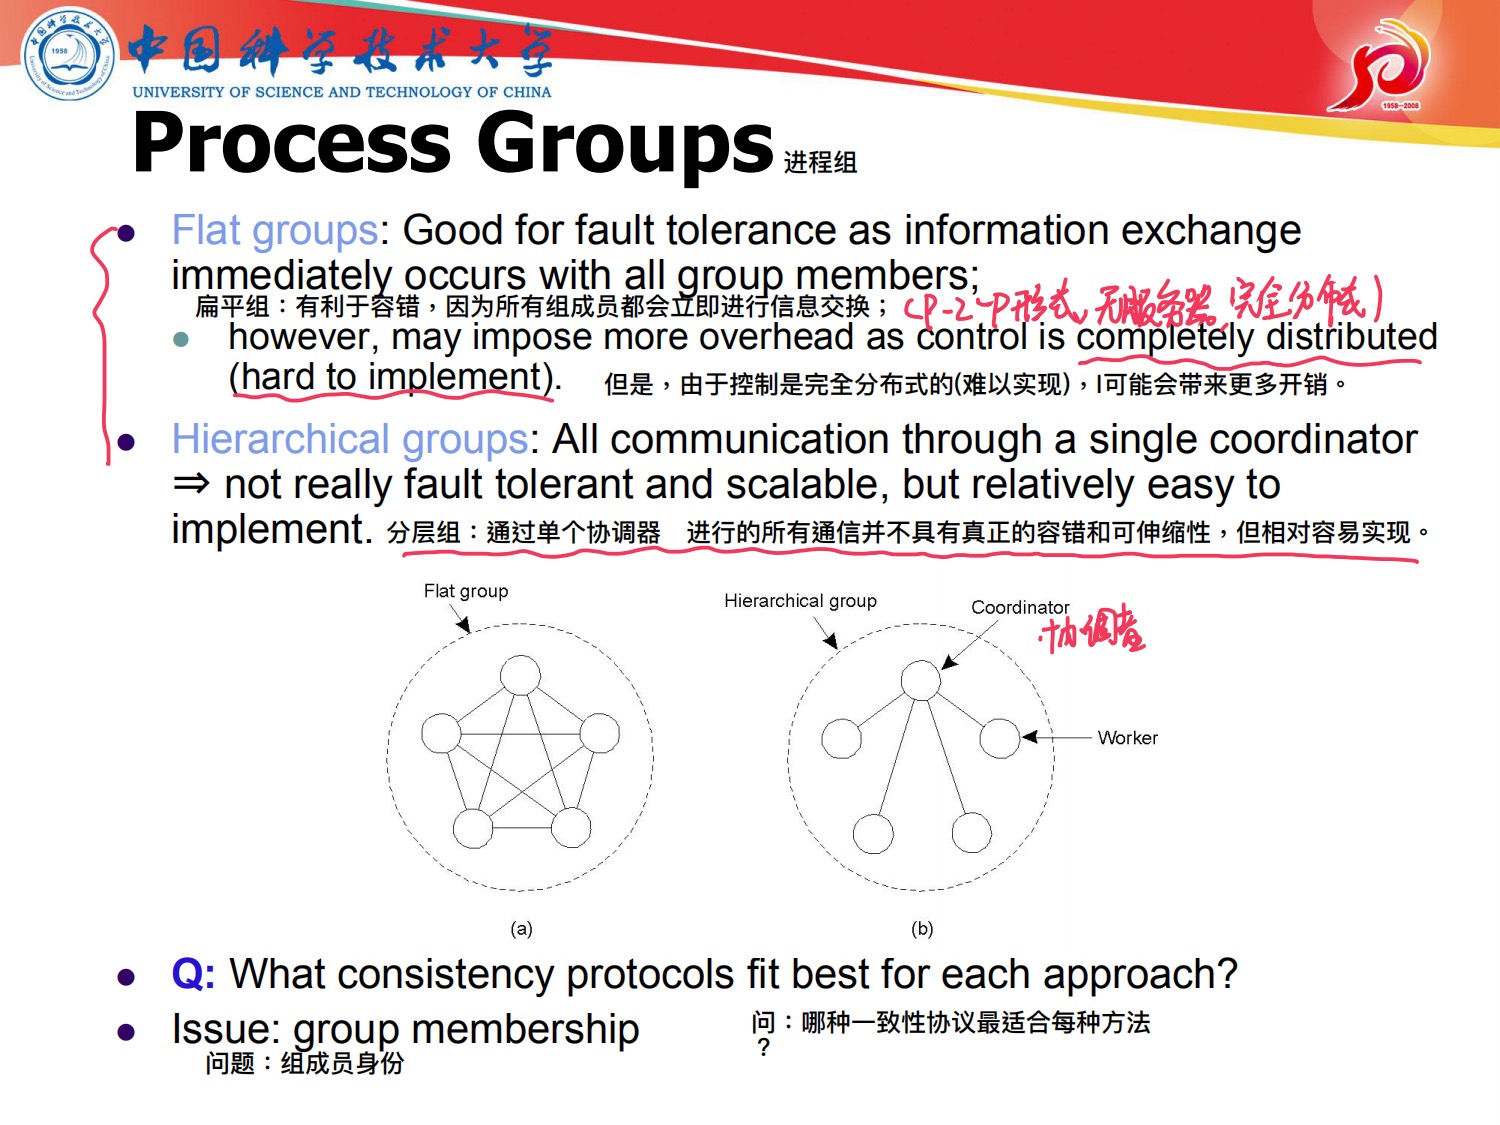 中国科学技术大学
UNIVERSITY OF SCIENCE AND TECHNOLOGY OF CHINA
1958
1958—2008
Process Groups 进程组
Flat groups: Good for fault tolerance as information exchange
immediately occurs with all group members;
扁平组：有利于容错，因为所有组成员都会立即进行信息交换；
(P-2-P形式、无服务器。完全分布式)
however, may impose more overhead as control is completely distributed
(hard to implement). 但是，由于控制是完全分布式的(难以实现)，I可能会带来更多开销。
Hierarchical groups: All communication through a single coordinator
⇒ not really fault tolerant and scalable, but relatively easy to
implement. 分层组：通过单个协调器 进行的所有通信并不具有真正的容错和可伸缩性，但相对容易实现。
Flat group
Hierarchical group
Coordinator
协调者
Worker
(a)
(b)
Q: What consistency protocols fit best for each approach?
Issue: group membership
问：哪种一致性协议最适合每种方法
？
问题：组成员身份